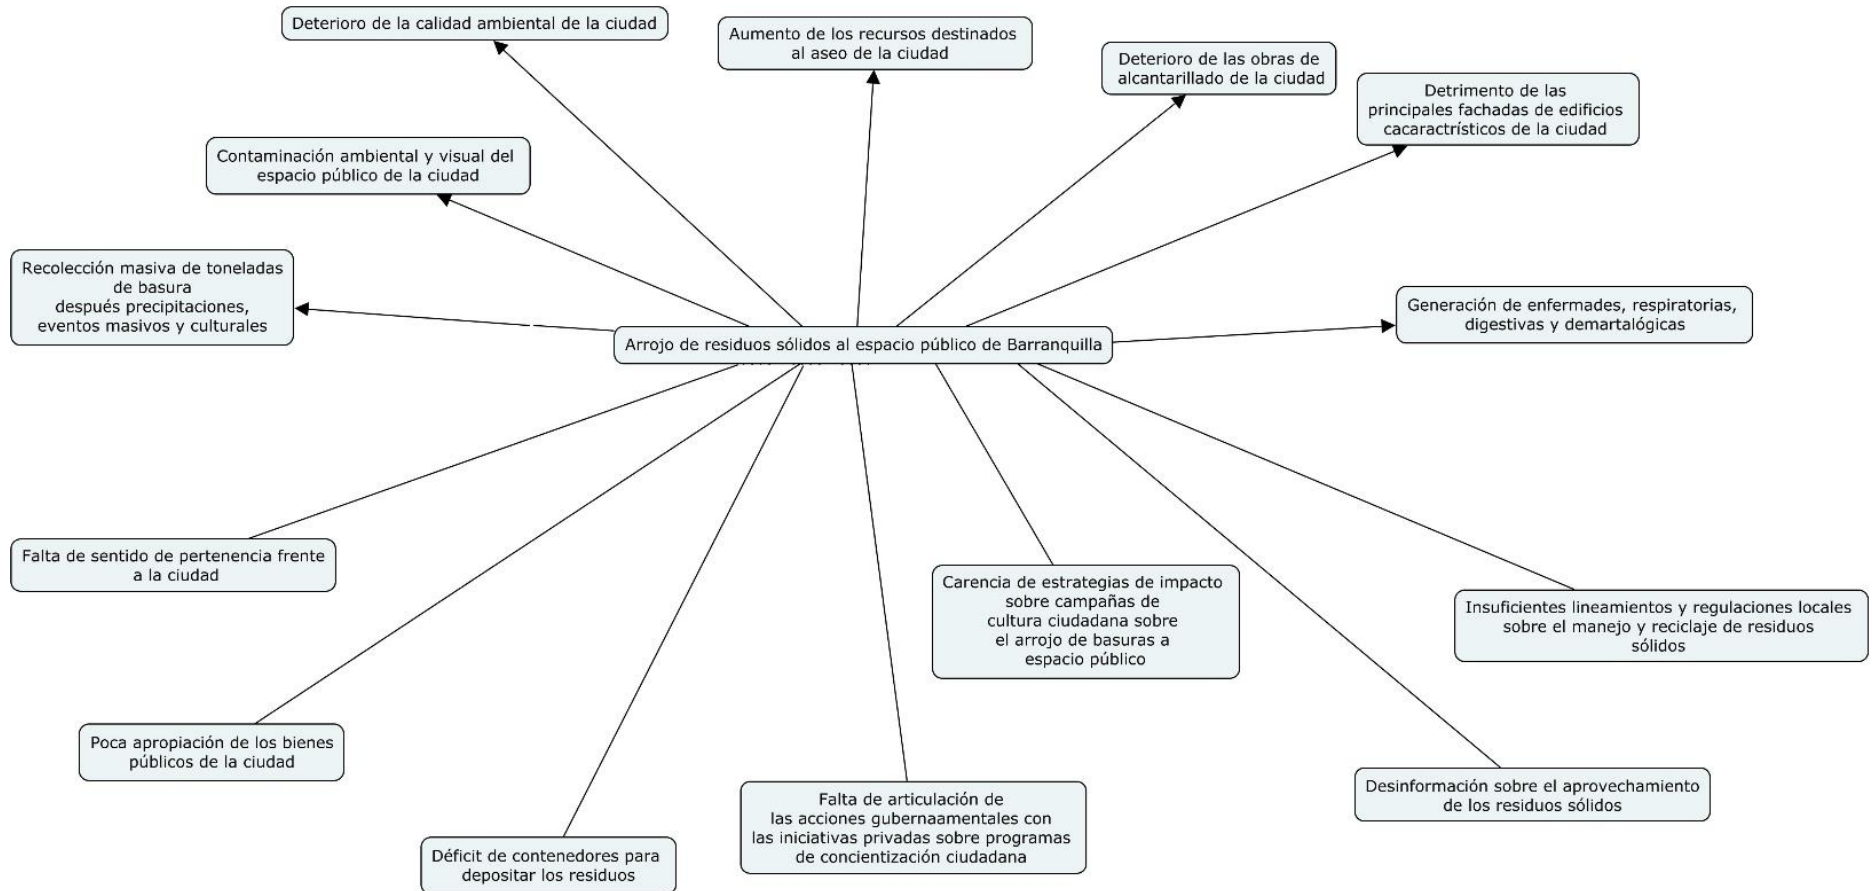 Deterioro de la calidad ambiental de la ciudad
Aumento de los recursos destinados
al aseo de la ciudad
Deterioro de las obras de
alcantarillado de la ciudad
Detrimento de las
principales fachadas de edificios
cacaractrísticos de la ciudad
Contaminación ambiental y visual del
espacio público de la ciudad
Recolección masiva de toneladas
de basura
después precipitaciones,
eventos masivos y culturales
Generación de enfermades, respiratorias,
digestivas y demartalógicas
Arrojo de residuos sólidos al espacio público de Barranquilla
Falta de sentido de pertenencia frente
a la ciudad
Carencia de estrategias de impacto
sobre campañas de
cultura ciudadana sobre
el arrojo de basuras a
espacio público
Insuficientes lineamientos y regulaciones locales
sobre el manejo y reciclaje de residuos
sólidos
Poca apropiación de los bienes
públicos de la ciudad
Déficit de contenedores para
depositar los residuos
Falta de articulación de
las acciones gubernaamentales con
las iniciativas privadas sobre programas
de concientización ciudadana
Desinformación sobre el aprovechamiento
de los residuos sólidos